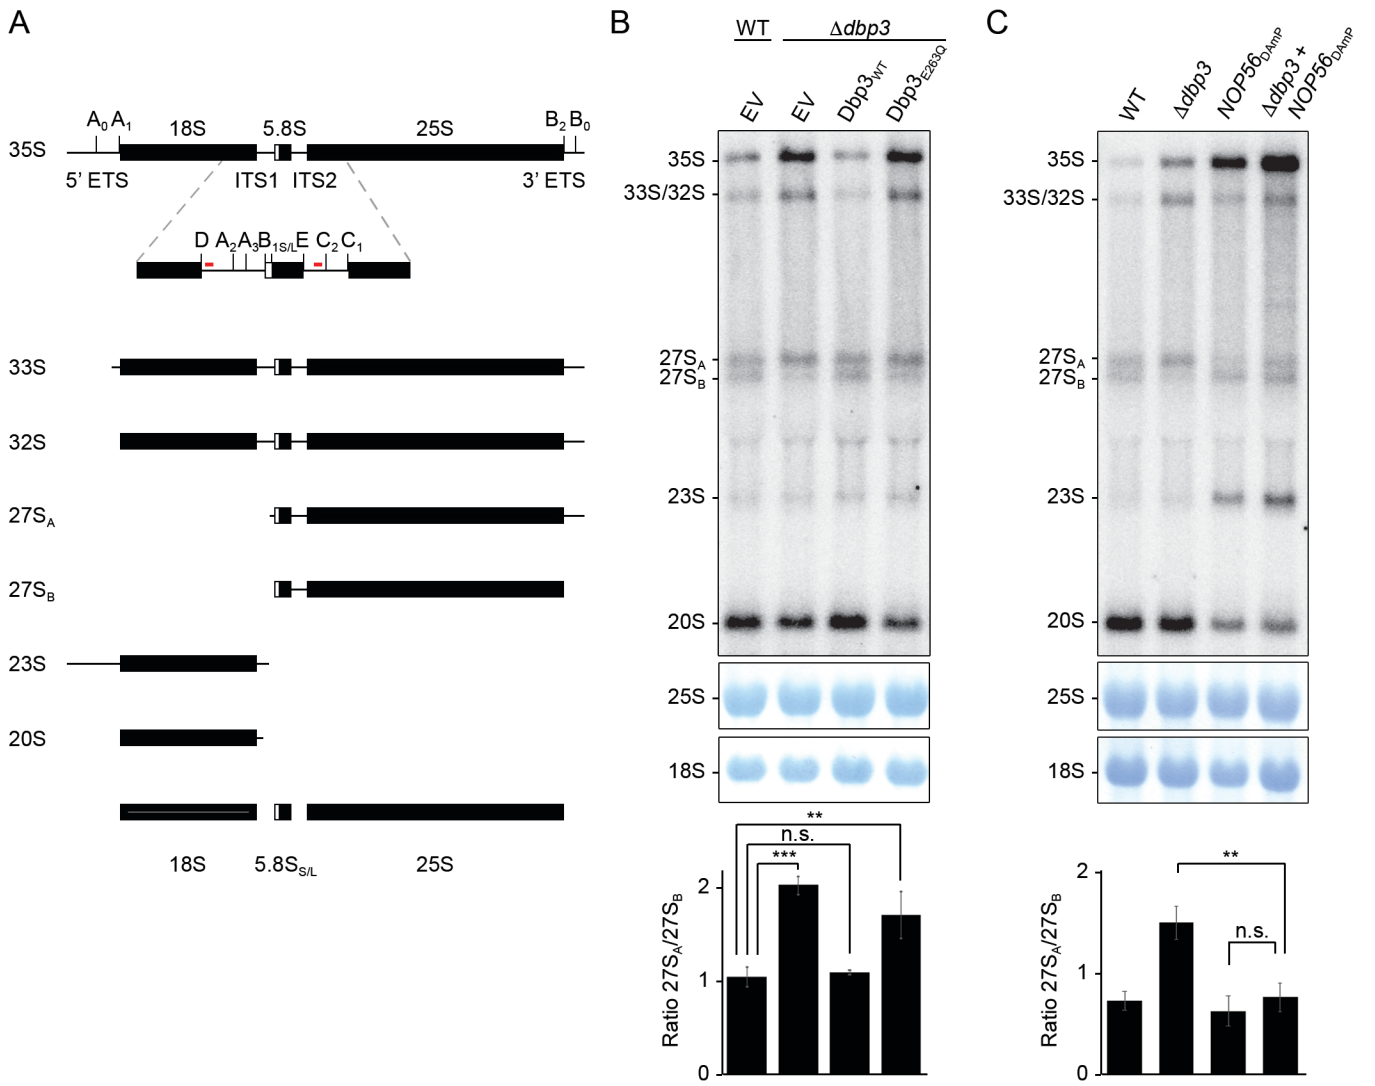 A
35S
A0 A1 18S 5.8S 25S B2 B0
5’ ETS ITS1 ITS2 3’ ETS
D A2 A3 B1S/L E C2 C1
33S
32S
27SA
27SB
23S
20S
18S 5.8SS/L 25S
B
WT Δdbp3
EV EV Dbp3WT Dbp3E263Q
35S
33S/32S
27SA
27SB
23S
20S
25S
18S
**
n.s.
***
Ratio 27SA/27SB
2
1
0
C
WT Δdbp3 NOP56DAmP Δdbp3 +
NOP56DAmP
35S
33S/32S
27SA
27SB
23S
20S
25S
18S
**
n.s.
Ratio 27SA/27SB
2
1
0